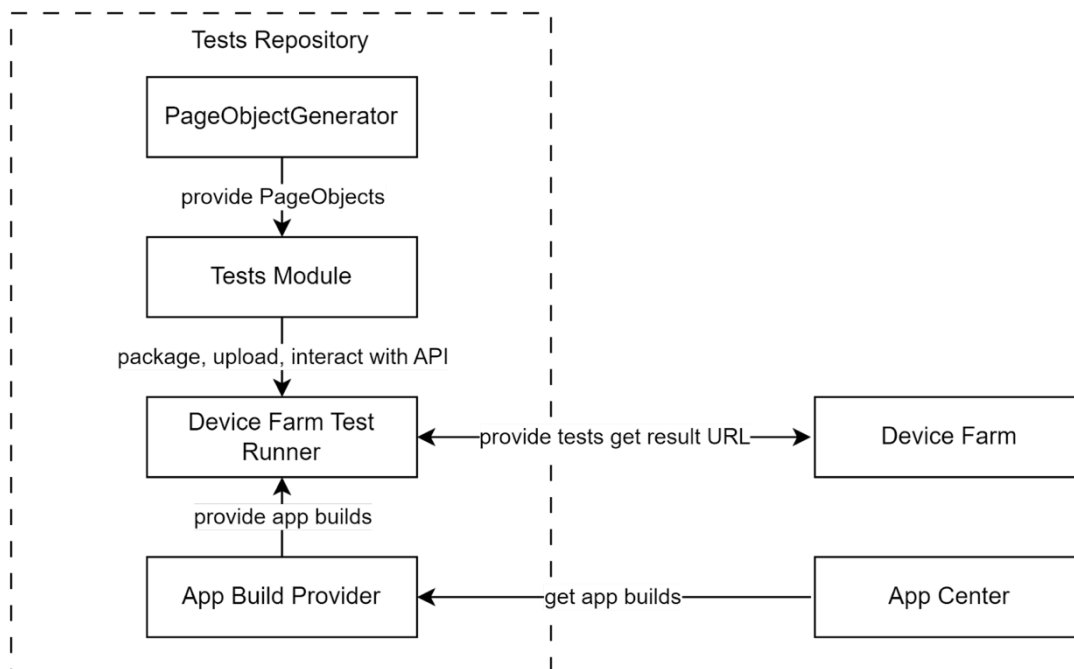 Tests Repository
PageObjectGenerator
provide PageObjects
Tests Module
package, upload, interact with API
Device Farm Test
Runner
provide tests get result URL
Device Farm
provide app builds
App Build Provider
get app builds
App Center